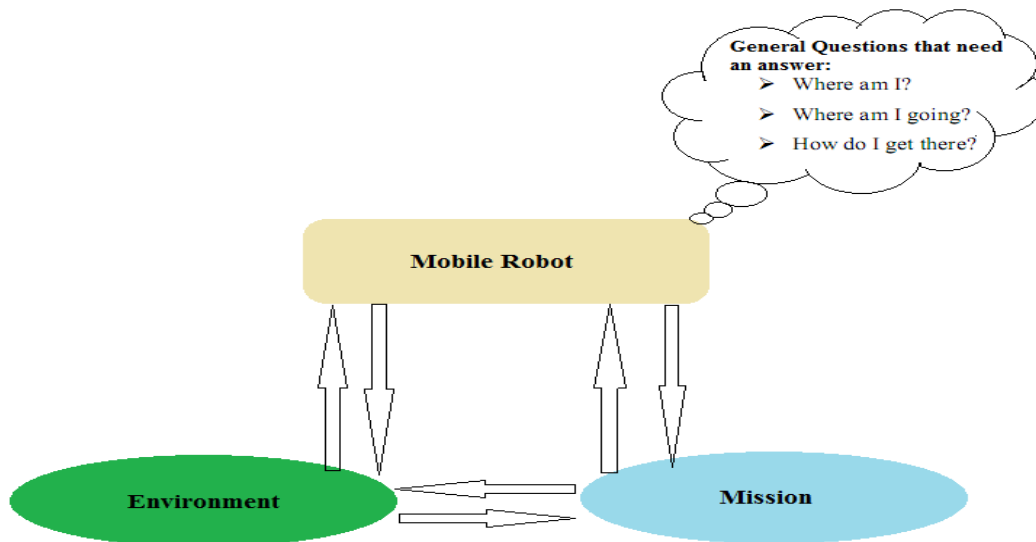 General Questions that need
an answer:
➤ Where am I?
➤ Where am I going?
➤ How do I get there?
Mobile Robot
Environment
Mission